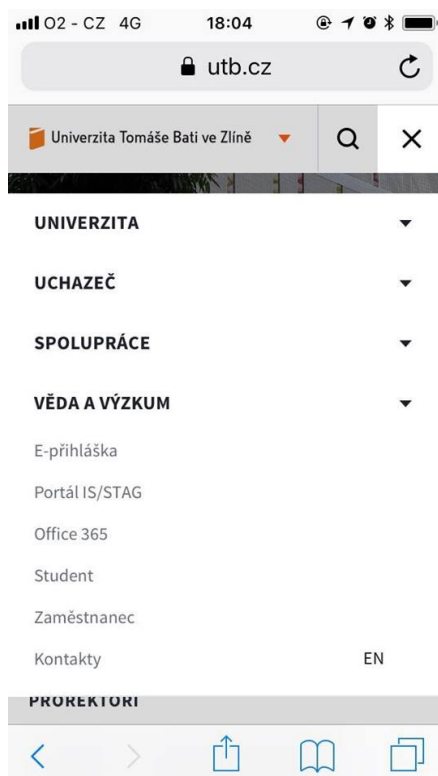 O2 - CZ 4G 18:04
utb.cz
Univerzita Tomáše Bati ve Zlíně
UNIVERZITA
UCHAZEČ
SPOLUPRÁCE
VĚDA A VÝZKUM
E-přihláška
Portál IS/STAG
Office 365
Student
Zaměstnanec
Kontakty EN
PROREKTOŘI